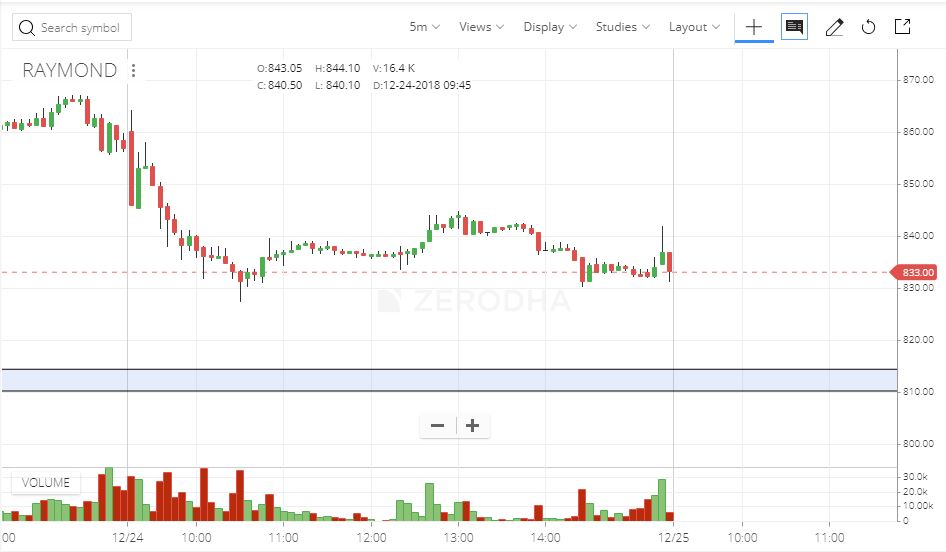 Search symbol 5m Views Display Studies Layout
RAYMOND
O:843.05 H:844.10 V:16.4 K
C:840.50 L: 840.10 D:12-24-2018 09:45
870.00
860.00
850.00
840.00
833.00
830.00
820.00
810.00
800.00
ZERODHA
VOLUME
30.0k
20.00k
10.00k
0
:00 12/24 10:00 11:00 12:00 13:00 14:00 12/25 10:00 11:00